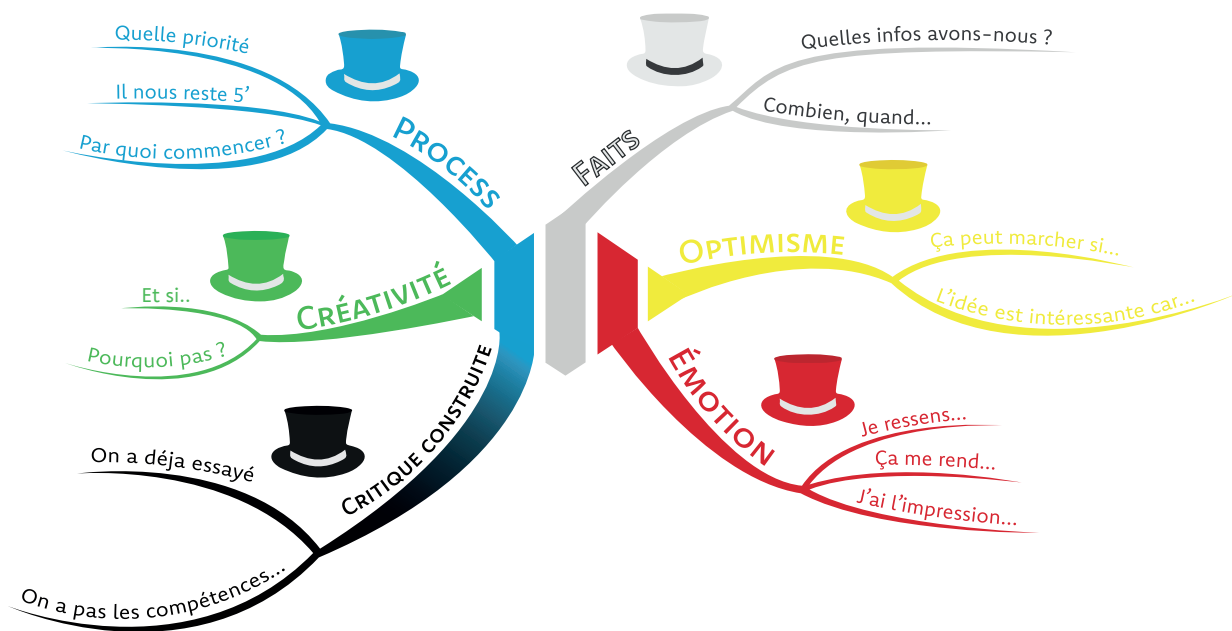 Quelle priorité
Il nous reste 5'
Par quoi commencer ?
PROCESS
Et si..
Pourquoi pas ?
CRÉATIVITÉ
On a déja essayé
On a pas les compétences...
CRITIQUE CONSTRUITE
FAITS
Quelles infos avons-nous ?
Combien, quand...
OPTIMISME
Ça peut marcher si...
L'idée est intéressante car...
ÉMOTION
Je ressens...
Ça me rend...
J'ai l'impression...